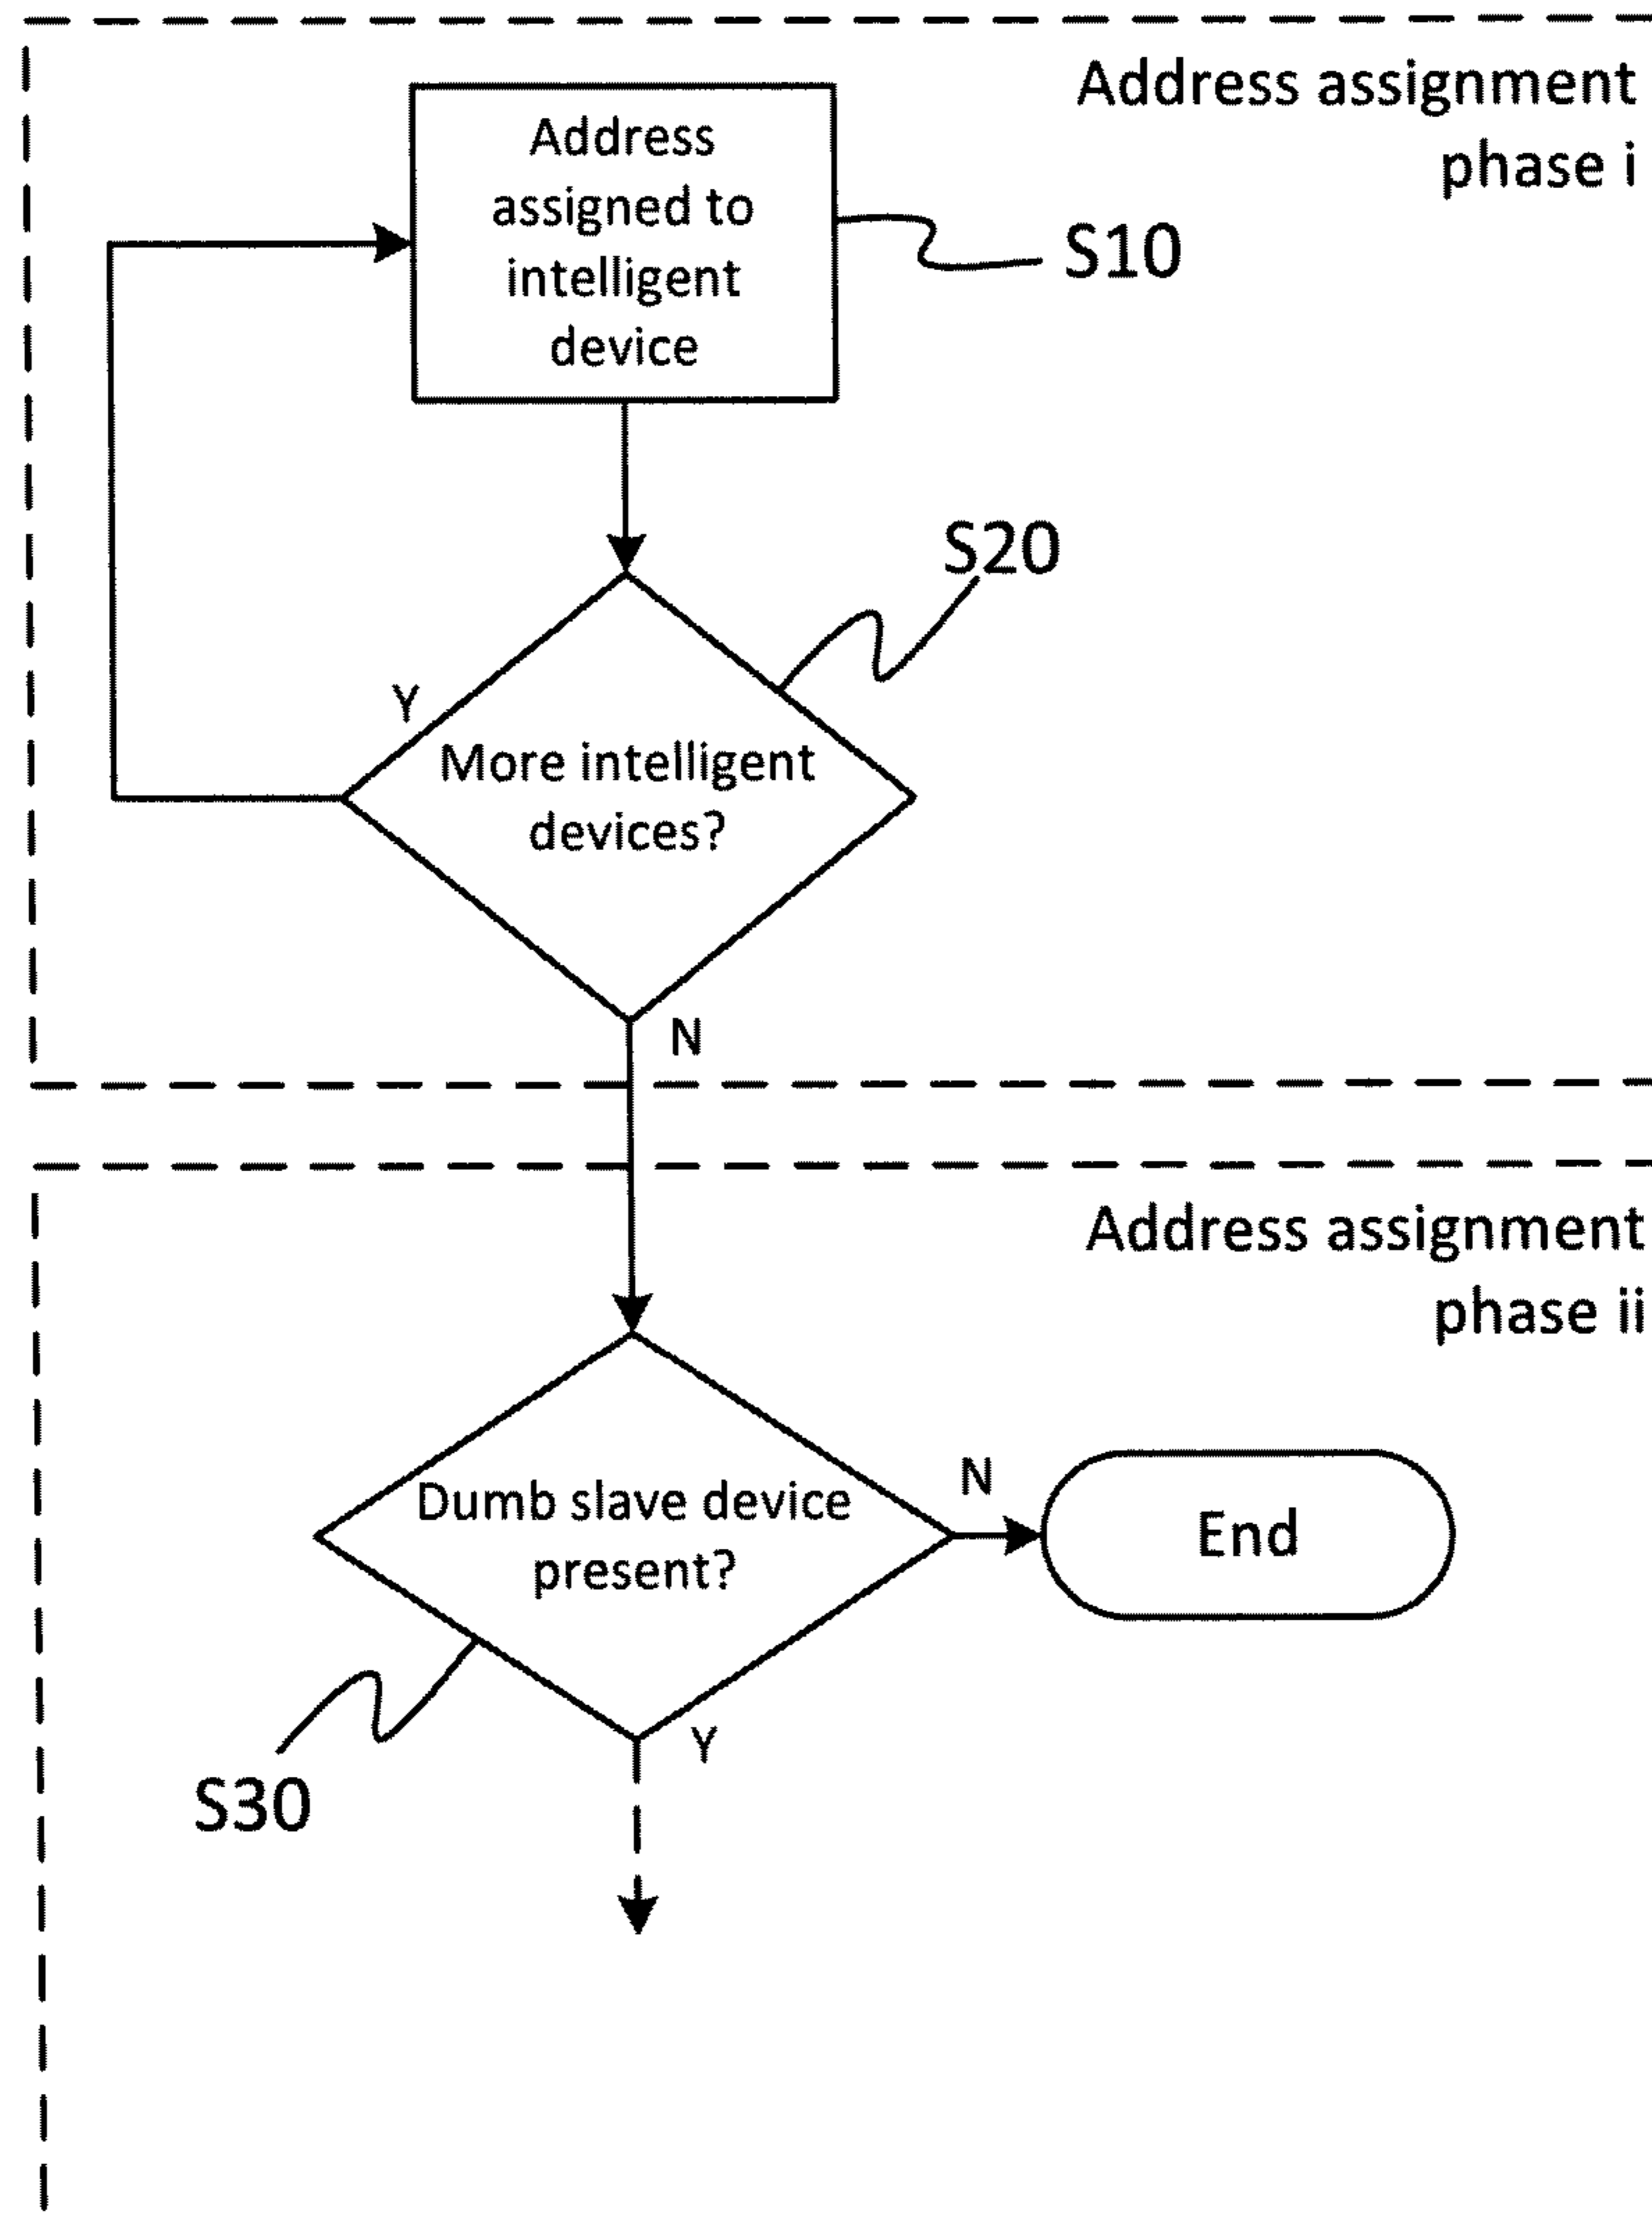 Address assignment
phase i
Address
assigned to
intelligent
device
S10
S20
Y
More intelligent
devices?
N
Address assignment
phase ii
Dumb slave device
present?
N
End
Y
S30